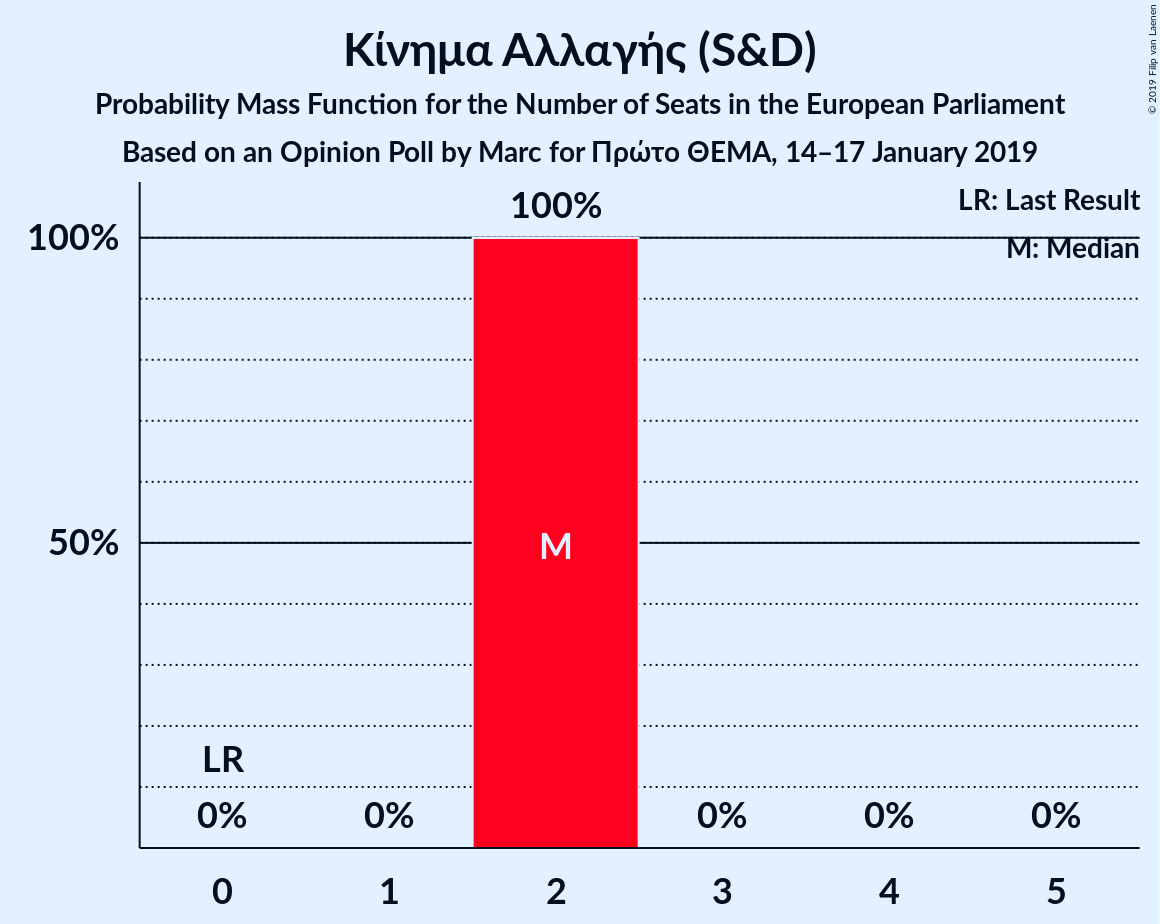 Κίνημα Αλλαγής (S&D)
Probability Mass Function for the Number of Seats in the European Parliament
Based on an Opinion Poll by Marc for Πρώτο ΘΕΜΑ, 14–17 January 2019
© 2019 Filip van Laenen
LR: Last Result
M: Median
100%
100%
50%
M
LR
0% 0% 0% 0% 0%
0 1 2 3 4 5